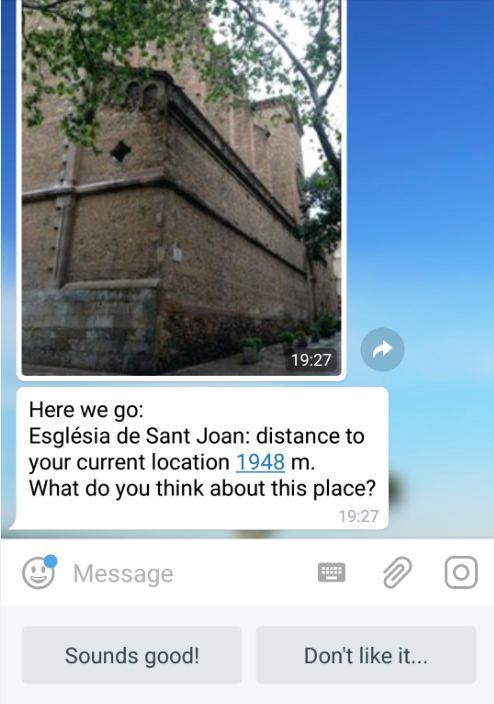 19:27
Here we go:
Església de Sant Joan: distance to
your current location 1948 m.
What do you think about this place?
19:27
Message
Sounds good!
Don't like it...